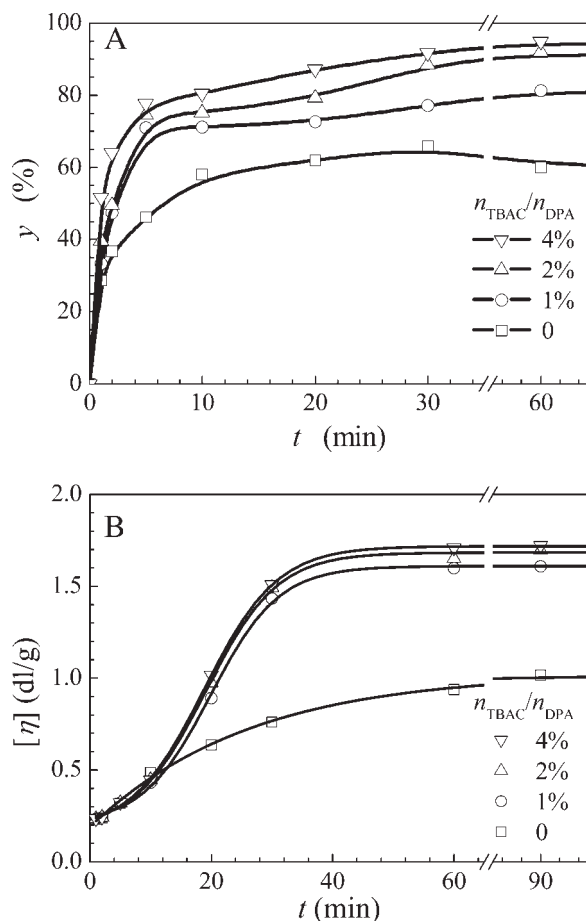 A
100
80
60
40
20
0
y (%)
n_TBAC/n_DPA
4%
2%
1%
0
0 10 20 30 60
t (min)
B
2.0
1.5
1.0
0.5
0.0
[η] (dl/g)
n_TBAC/n_DPA
4%
2%
1%
0
0 20 40 60 90
t (min)